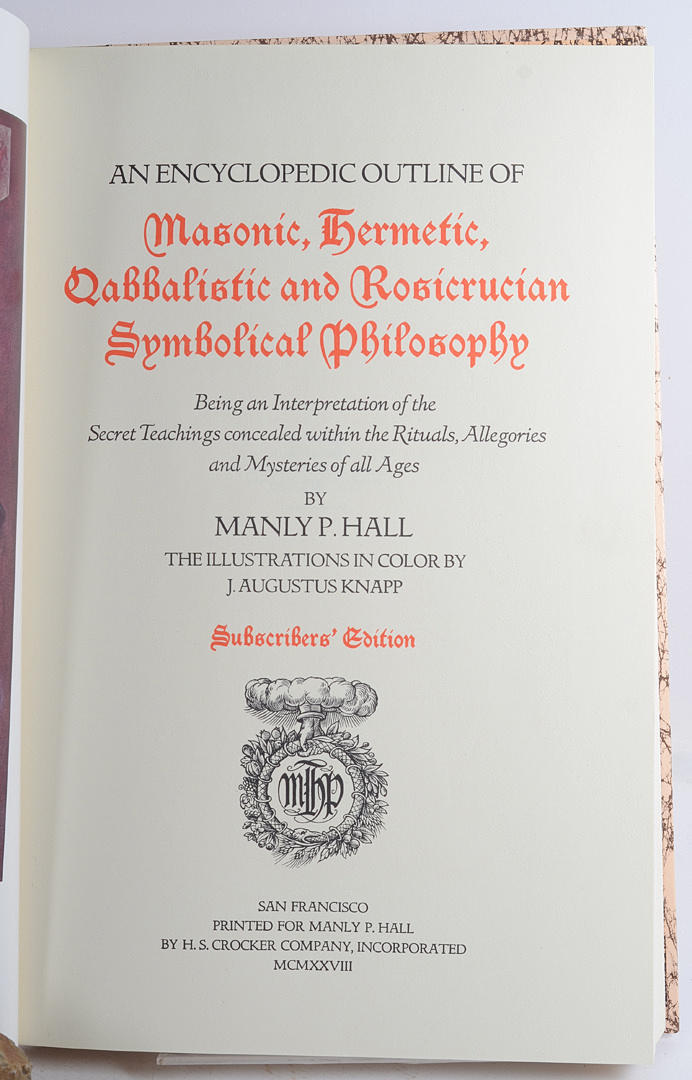 AN ENCYCLOPEDIC OUTLINE OF
Masonic, Hermetic,
Qabbalistic and Rosicrucian
Symbolical Philosophy
Being an Interpretation of the
Secret Teachings concealed within the Rituals, Allegories
and Mysteries of all Ages
BY
MANLY P. HALL
THE ILLUSTRATIONS IN COLOR BY
J. AUGUSTUS KNAPP
Subscribers' Edition
mhp
SAN FRANCISCO
PRINTED FOR MANLY P. HALL
BY H. S. CROCKER COMPANY, INCORPORATED
MCMXXVIII